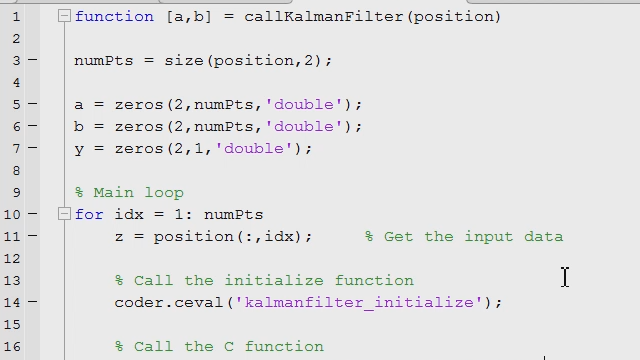 1 function [a,b] = callKalmanFilter(position)
2
3 numPts = size(position,2);
4
5 a = zeros(2,numPts,'double');
6 b = zeros(2,numPts,'double');
7 y = zeros(2,1,'double');
8
9 % Main loop
10 for idx = 1: numPts
11 z = position(:,idx); % Get the input data
12
13 % Call the initialize function
14 coder.ceval('kalmanfilter_initialize');
15
16 % Call the C function